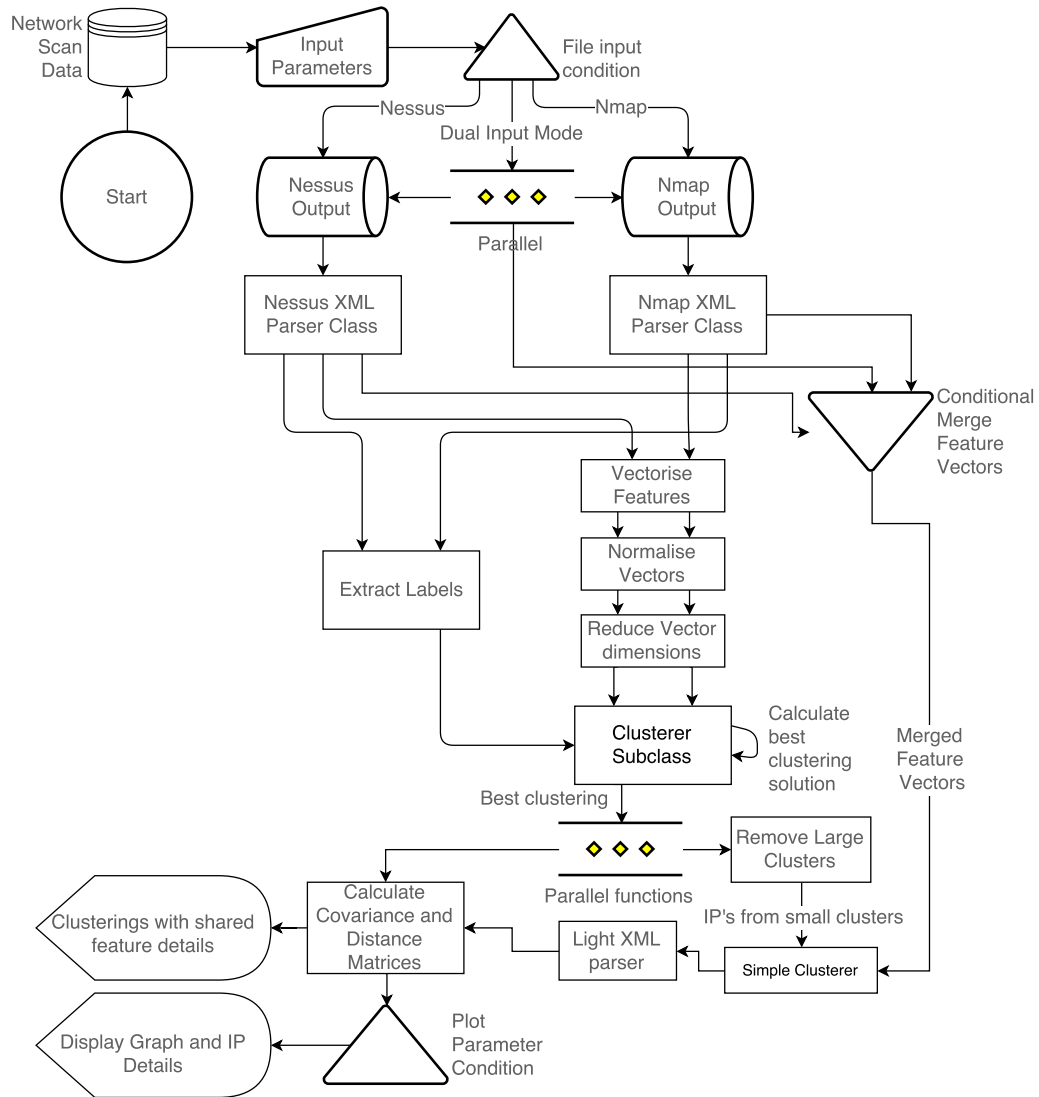 Network
Scan
Data
Input
Parameters
File input
condition
Nessus
Nmap
Dual Input Mode
Start
Nessus
Output
Nmap
Output
Parallel
Nessus XML
Parser Class
Nmap XML
Parser Class
Conditional
Merge
Feature
Vectors
Vectorise
Features
Normalise
Vectors
Extract Labels
Reduce Vector
dimensions
Clusterer
Subclass
Calculate
best
clustering
solution
Merged
Feature
Vectors
Best clustering
Remove Large
Clusters
Parallel functions
Calculate
Covariance and
Distance
Matrices
IP's from small clusters
Clusterings with shared
feature details
Light XML
parser
Simple Clusterer
Plot
Parameter
Condition
Display Graph and IP
Details